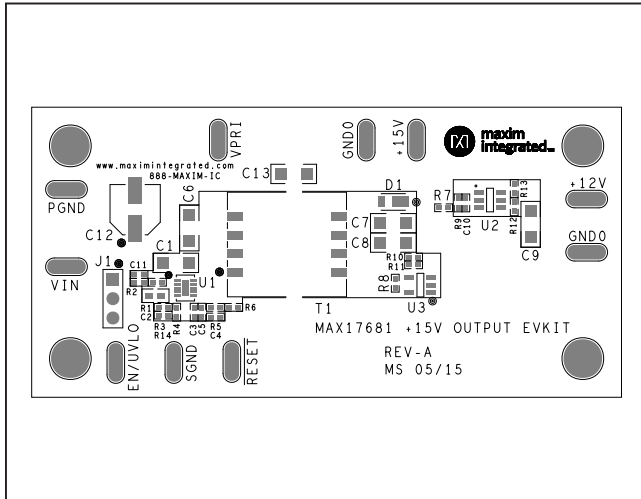 VPRI
GND0
+15V
maxim
integrated™
www.maximintegrated.com
888-MAXIM-IC
PGND
C12
C6
C13
D1
R7
R9
C10
U2
R13
R12
C9
+12V
GND0
C7
C8
C1
J1
VIN
C11
R2
U1
R10
R11
R8
U3
T1
R1
C2
R3
R14
R4
C3
C5
R5
C4
R6
MAX17681 +15V OUTPUT EVKIT
REV-A
MS 05/15
EN/UVLO
SGND
RESET